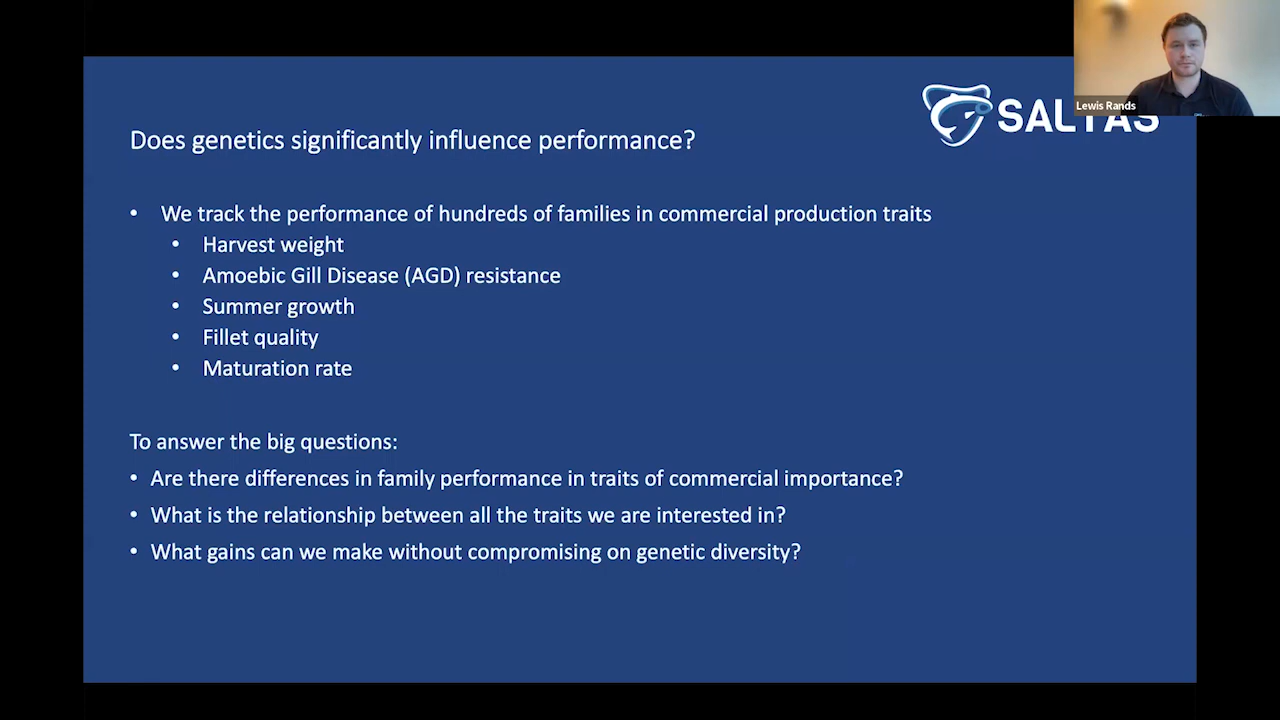 Lewis Rands
SALTAS
Does genetics significantly influence performance?
• We track the performance of hundreds of families in commercial production traits
• Harvest weight
• Amoebic Gill Disease (AGD) resistance
• Summer growth
• Fillet quality
• Maturation rate
To answer the big questions:
• Are there differences in family performance in traits of commercial importance?
• What is the relationship between all the traits we are interested in?
• What gains can we make without compromising on genetic diversity?